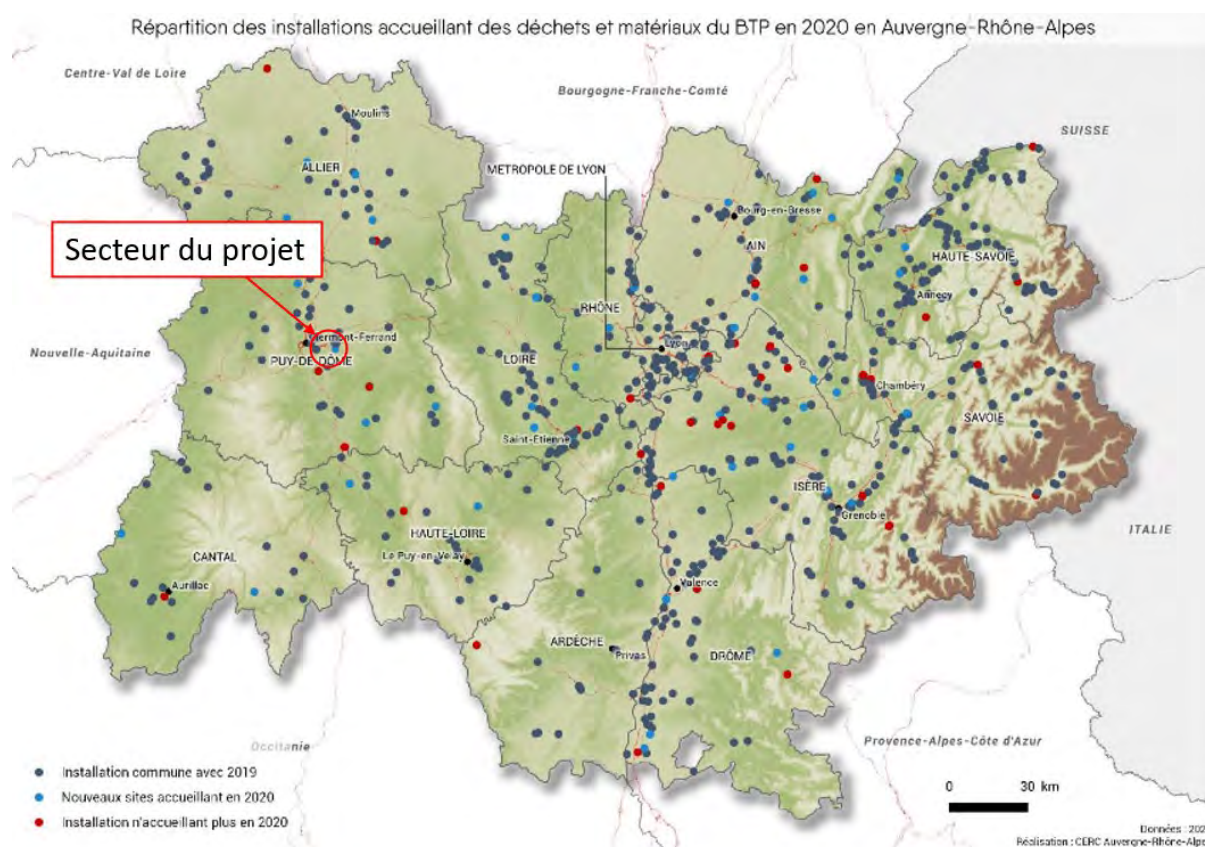 Répartition des installations accueillant des déchets et matériaux du BTP en 2020 en Auvergne-Rhône-Alpes
Centre-Val de Loire
Bourgogne-Franche-Comté
SUISSE
Moulins
ALLIER
METROPOLE DE LYON
Bourg-en-Bresse
AIN
HAUTE-SAVOIE
Secteur du projet
Annecy
RHÔNE
Nouvelle-Aquitaine
Clermont-Ferrand
PUY-DE-DÔME
LOIRE
Lyon
Chambéry
SAVOIE
Saint-Étienne
ISÈRE
Grenoble
ITALIE
HAUTE-LOIRE
Le Puy-en-Velay
CANTAL
Aurillac
Valence
ARDÈCHE
Privas
DRÔME
Occitanie
Provence-Alpes-Côte d'Azur
Installation commune avec 2019
Nouveaux sites accueillant en 2020
Installation n'accueillant plus en 2020
0 30 km
Données : 202
Réalisation : CERC Auvergne-Rhône-Alpe